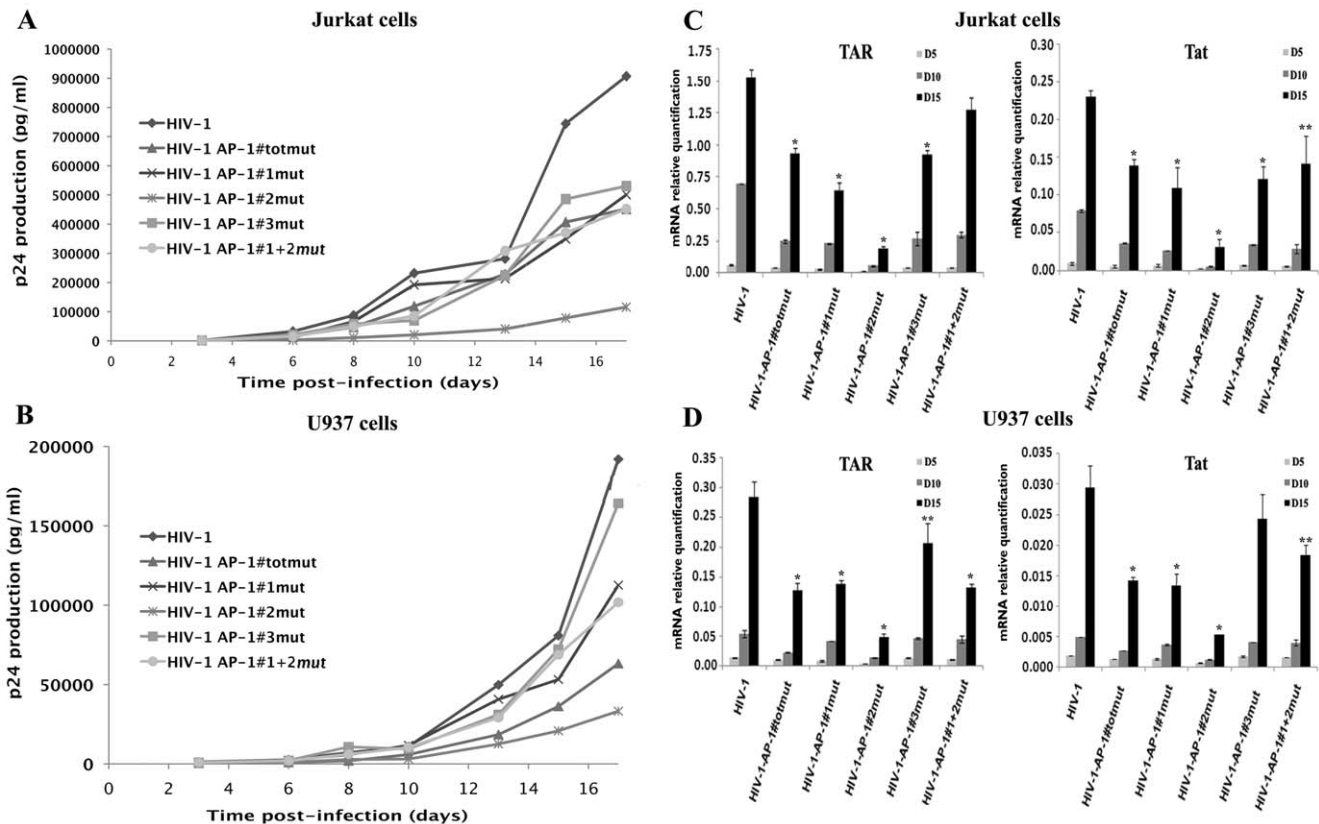 A
Jurkat cells
p24 production (pg/ml)
1000000
900000
800000
700000
600000
500000
400000
300000
200000
100000
0
HIV-1
HIV-1 AP-1#totmut
HIV-1 AP-1#1mut
HIV-1 AP-1#2mut
HIV-1 AP-1#3mut
HIV-1 AP-1#1+2mut
0 2 4 6 8 10 12 14 16
Time post-infection (days)
B
U937 cells
p24 production (pg/ml)
200000
150000
100000
50000
0
HIV-1
HIV-1 AP-1#totmut
HIV-1 AP-1#1mut
HIV-1 AP-1#2mut
HIV-1 AP-1#3mut
HIV-1 AP-1#1+2mut
0 2 4 6 8 10 12 14 16
Time post-infection (days)
C
Jurkat cells
TAR
mRNA relative quantification
1.75
1.50
1.25
1.00
0.75
0.50
0.25
0.00
D5
D10
D15
* * * *
HIV-1
HIV-1-AP-1#totmut
HIV-1-AP-1#1mut
HIV-1-AP-1#2mut
HIV-1-AP-1#3mut
HIV-1-AP-1#1+2mut
Tat
mRNA relative quantification
0.30
0.25
0.20
0.15
0.10
0.05
0.00
D5
D10
D15
* * * * **
HIV-1
HIV-1-AP-1#totmut
HIV-1-AP-1#1mut
HIV-1-AP-1#2mut
HIV-1-AP-1#3mut
HIV-1-AP-1#1+2mut
D
U937 cells
TAR
mRNA relative quantification
0.35
0.30
0.25
0.20
0.15
0.10
0.05
0.00
D5
D10
D15
* * * ** *
HIV-1
HIV-1-AP-1#totmut
HIV-1-AP-1#1mut
HIV-1-AP-1#2mut
HIV-1-AP-1#3mut
HIV-1-AP-1#1+2mut
Tat
mRNA relative quantification
0.035
0.030
0.025
0.020
0.015
0.010
0.005
0.000
D5
D10
D15
* * * **
HIV-1
HIV-1-AP-1#totmut
HIV-1-AP-1#1mut
HIV-1-AP-1#2mut
HIV-1-AP-1#3mut
HIV-1-AP-1#1+2mut